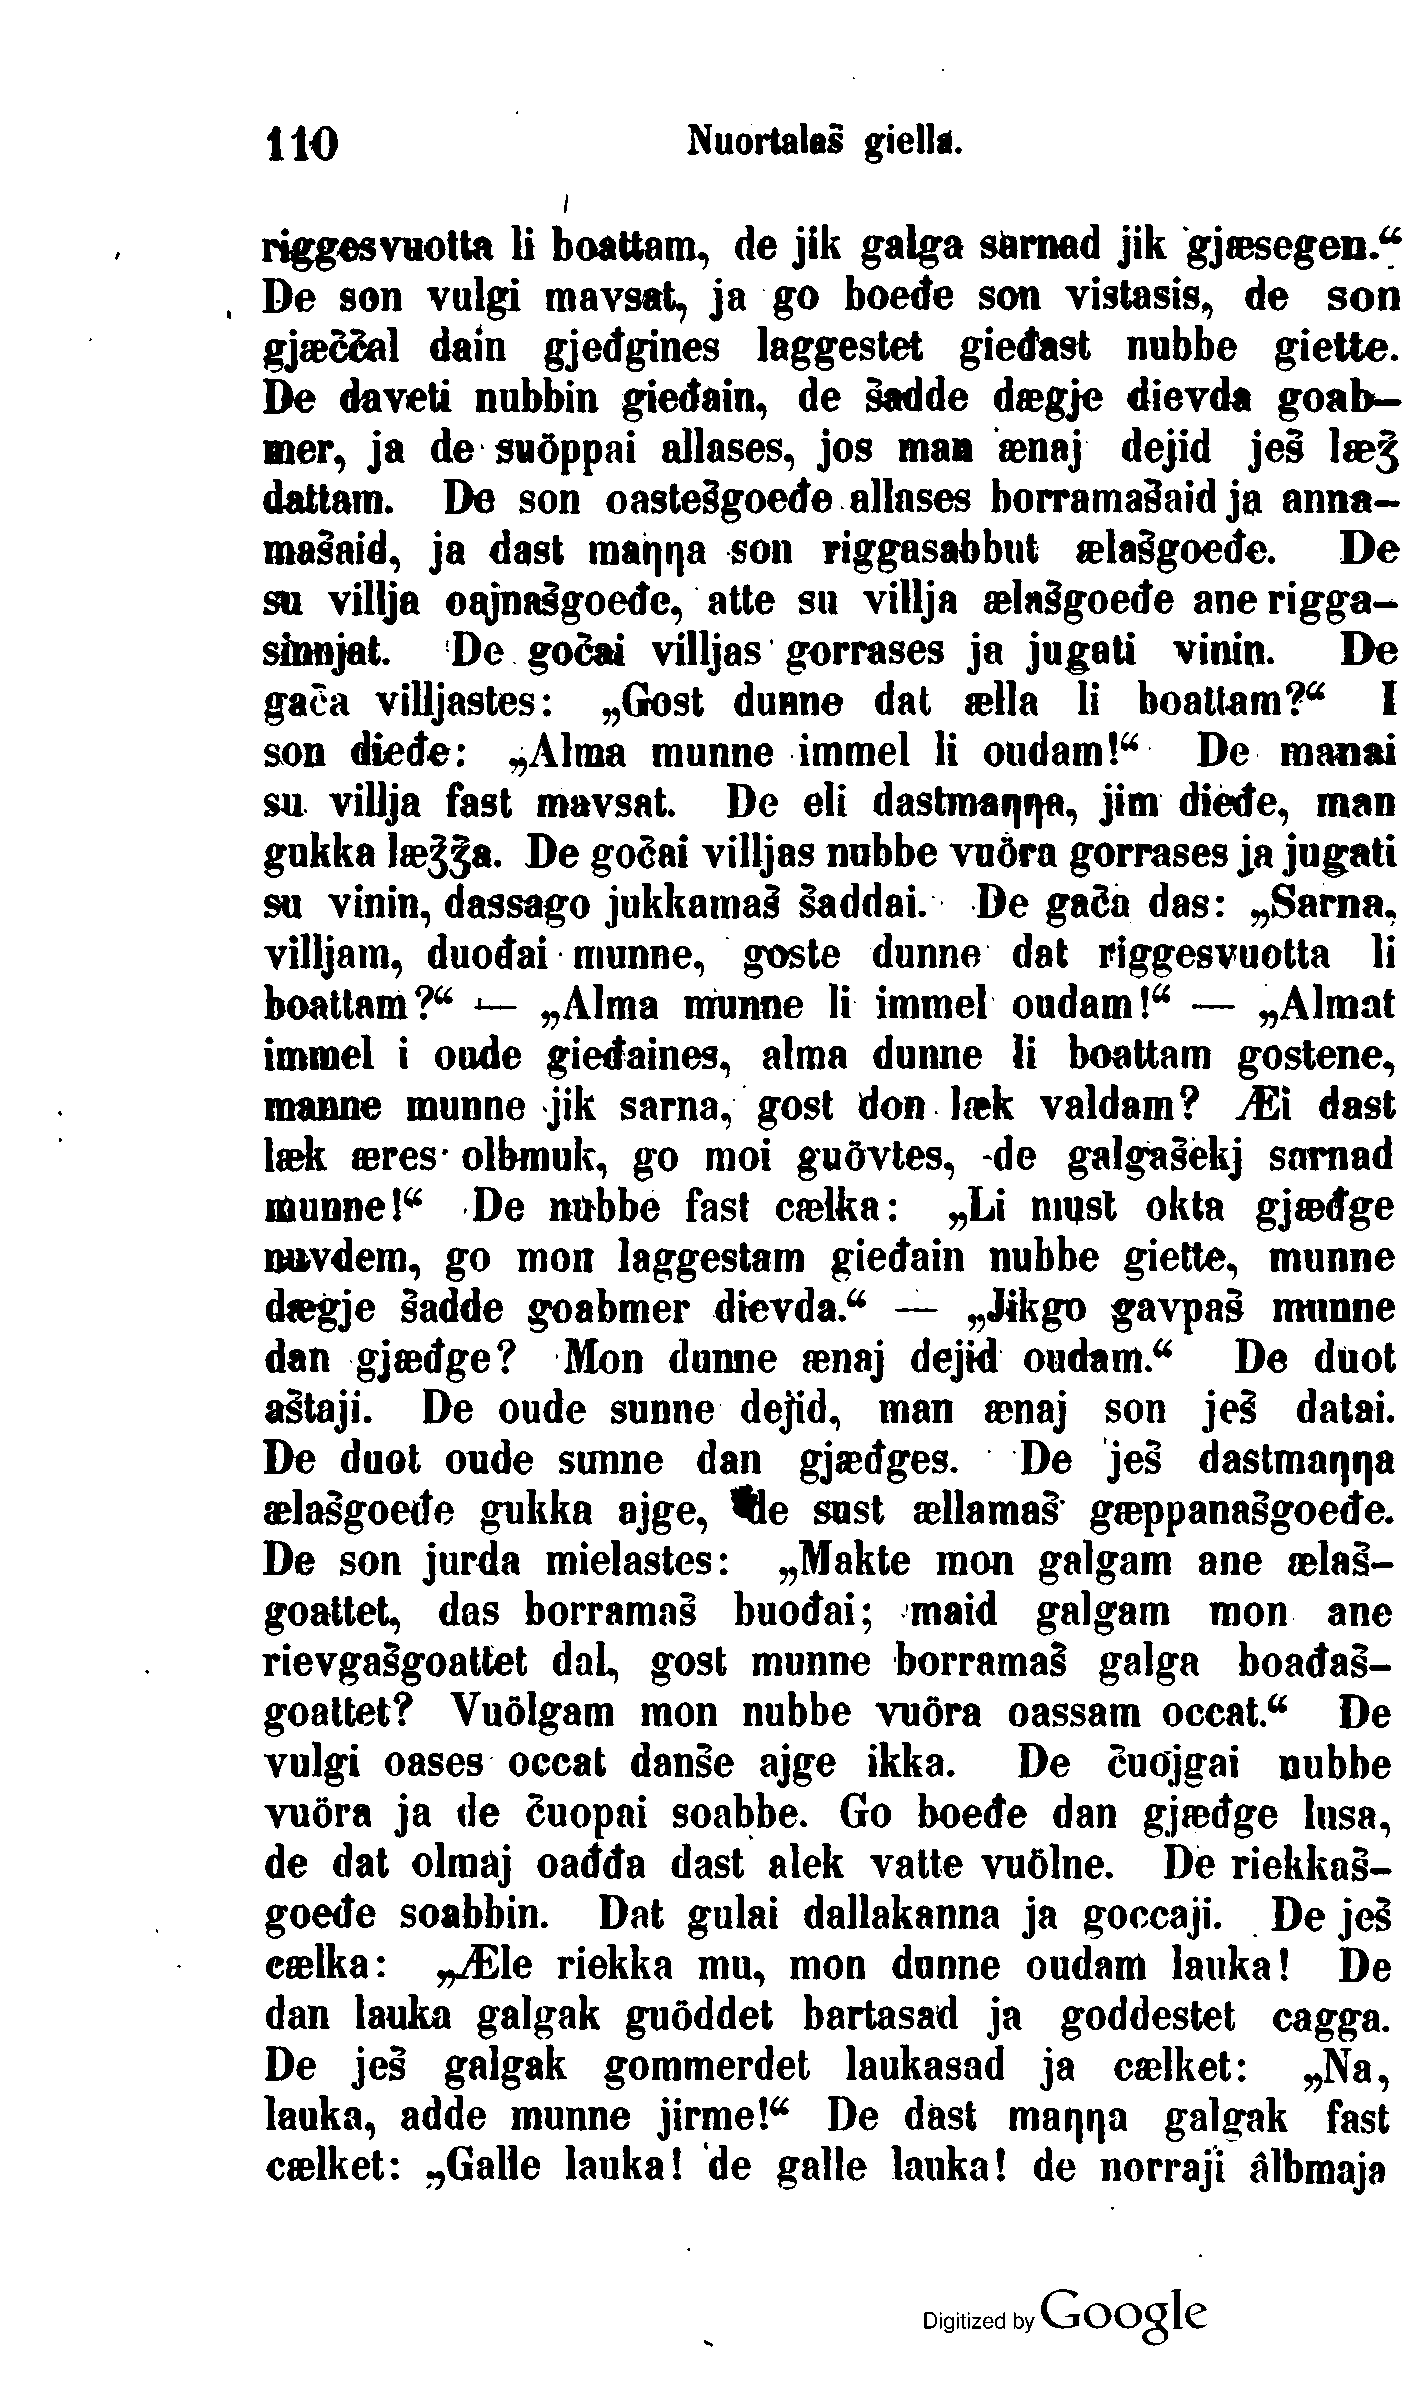 110 Nuortalaš giella.
riggesvuotta li boattam, de jik galga sarnad jik gjæsegen.“
De son vulgi mavsat, ja go boeđe son vistasis, de son
gjæččal dain gjeđgines laggestet gieđast nubbe giette.
De daveti nubbin gieđain, de šadde dægje dievda goab–
mer, ja de suöppai allases, jos man ænaj dejid ješ læǯ
dattam. De son oastešgoeđe allases borramašaid ja anna–
mašaid, ja dast maŋŋa son riggasabbut ælašgoeđe. De
su villja oajnašgoeđe, atte su villja ælašgoeđe ane rigga–
sinnjat. De gočai villjas gorrases ja jugati vinin. De
gača villjastes: „Gost dunne dat ælla li boattam?“ I
son dieđe: „Alma munne immel li oudam!“ De manai
su villja fast mavsat. De eli dastmaŋŋa, jim dieđe, man
gukka læǯǯa. De gočai villjas nubbe vuöra gorrases ja jugati
su vinin, dassago jukkamaš šaddai. De gača das: „Sarna,
villjam, duođai munne, goste dunne dat riggesvuotta li
boattam?“ — „Alma munne li immel oudam!“ — „Almat
immel i oude gieđaines, alma dunne li boattam gostene,
manne munne jik sarna, gost don læk valdam? Æi dast
læk æres olbmuk, go moi guövtes, de galgašekj sarnad
munne!“ De nubbe fast cælka: „Li must okta gjæđge
nuvdem, go mon laggestam gieđain nubbe giette, munne
dægje šadde goabmer dievda.“ — „Jikgo gavpaš munne
dan gjæđge? Mon dunne ænaj dejid oudam.“ De duot
aštaji. De oude sunne dejid, man ænaj son ješ datai.
De duot oude sunne dan gjæđges. De ješ dastmaŋŋa
ælašgoeđe gukka ajge, de sust ællamaš gæppanašgoeđe.
De son jurda mielastes: „Makte mon galgam ane ælaš–
goattet, das borramaš buođai; maid galgam mon ane
rievgašgoattet dal, gost munne borramaš galga boađaš–
goattet? Vuölgam mon nubbe vuöra oassam occat.“ De
vulgi oases occat danše ajge ikka. De čuojgai nubbe
vuöra ja de čuopai soabbe. Go boeđe dan gjæđge lusa,
de dat olmaj oađđa dast alek vatte vuölne. De riekkaš–
goeđe soabbin. Dat gulai dallakanna ja goccaji. De ješ
cælka: „Æle riekka mu, mon dunne oudam lauka! De
dan lauka galgak guöddet bartasad ja goddestet cagga.
De ješ galgak gommerdet laukasad ja cælket: „Na,
lauka, adde munne jirme!“ De dast maŋŋa galgak fast
cælket: „Galle lauka! de galle lauka! de norraji âlbmaja
Digitized by Google